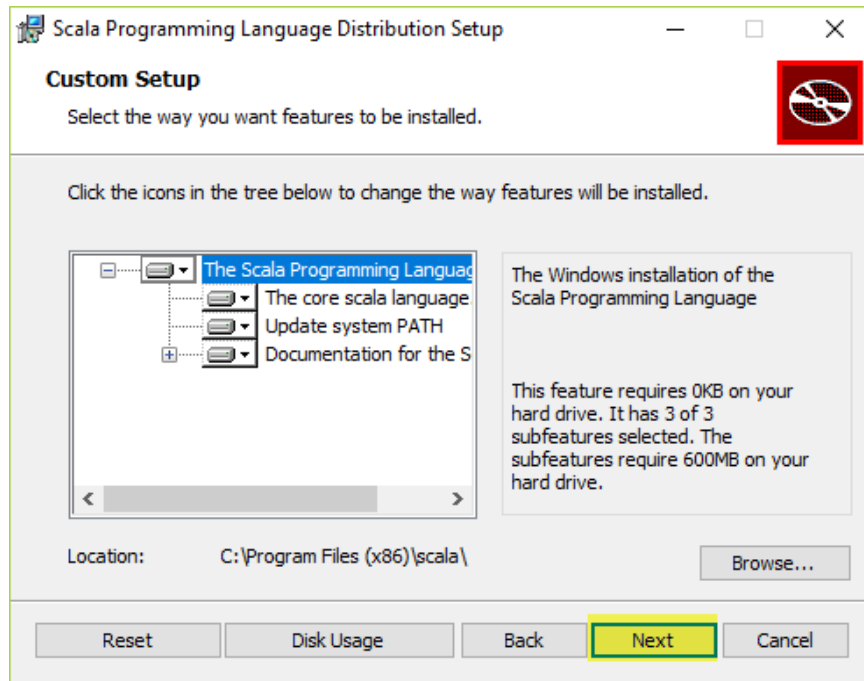 Scala Programming Language Distribution Setup
Custom Setup
Select the way you want features to be installed.
Click the icons in the tree below to change the way features will be installed.
The Scala Programming Languag
The core scala language
Update system PATH
Documentation for the S
The Windows installation of the
Scala Programming Language
This feature requires 0KB on your
hard drive. It has 3 of 3
subfeatures selected. The
subfeatures require 600MB on your
hard drive.
Location: C:\Program Files (x86)\scala\
Browse...
Reset Disk Usage Back Next Cancel